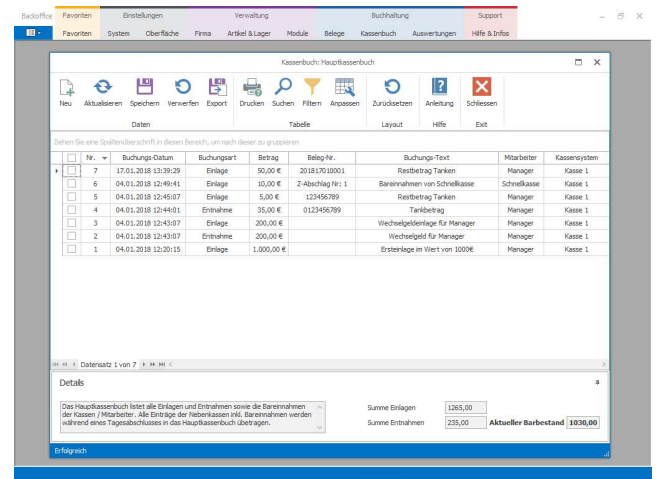 Backoffice Favoriten Einstellungen Verwaltung Buchhaltung Support
Favoriten System Oberfläche Firma Artikel & Lager Module Belege Kassenbuch Auswertungen Hilfe & Infos
Kassenbuch: Hauptkassenbuch
Neu Aktualisieren Speichern Verwerfen Export Drucken Suchen Filtern Anpassen Zurücksetzen Anleitung Schliessen
Daten Tabelle Layout Hilfe Exit
Ziehen Sie eine Spaltenüberschrift in diesen Bereich, um nach dieser zu gruppieren
Nr. Buchungs-Datum Buchungsart Betrag Beleg-Nr. Buchungs-Text Mitarbeiter Kassensystem
7 17.01.2018 13:39:29 Einlage 50,00 € 201817010001 Restbetrag Tanken Manager Kasse 1
6 04.01.2018 12:49:41 Einlage 10,00 € Z-Abschlag Nr: 1 Bareinnahmen von Schnellkasse Schnellkasse Kasse 1
5 04.01.2018 12:45:07 Einlage 5,00 € 123456789 Restbetrag Tanken Manager Kasse 1
4 04.01.2018 12:44:01 Entnahme 35,00 € 0123456789 Tankbetrag Manager Kasse 1
3 04.01.2018 12:43:07 Einlage 200,00 € Wechselgeldeinlage für Manager Manager Kasse 1
2 04.01.2018 12:43:07 Entnahme 200,00 € Wechselgeld für Manager Manager Kasse 1
1 04.01.2018 12:20:15 Einlage 1.000,00 € Ersteinlage im Wert von 1000€ Manager Kasse 1
Datensatz 1 von 7
Details
Das Hauptkassenbuch listet alle Einlagen und Entnahmen sowie die Bareinnahmen
der Kassen / Mitarbeiter. Alle Einträge der Nebenkassen inkl. Bareinnahmen werden
während eines Tagesabschlusses in das Hauptkassenbuch übetragen.
Summe Einlagen 1265,00
Summe Entnahmen 235,00 Aktueller Barbestand 1030,00
Erfolgreich